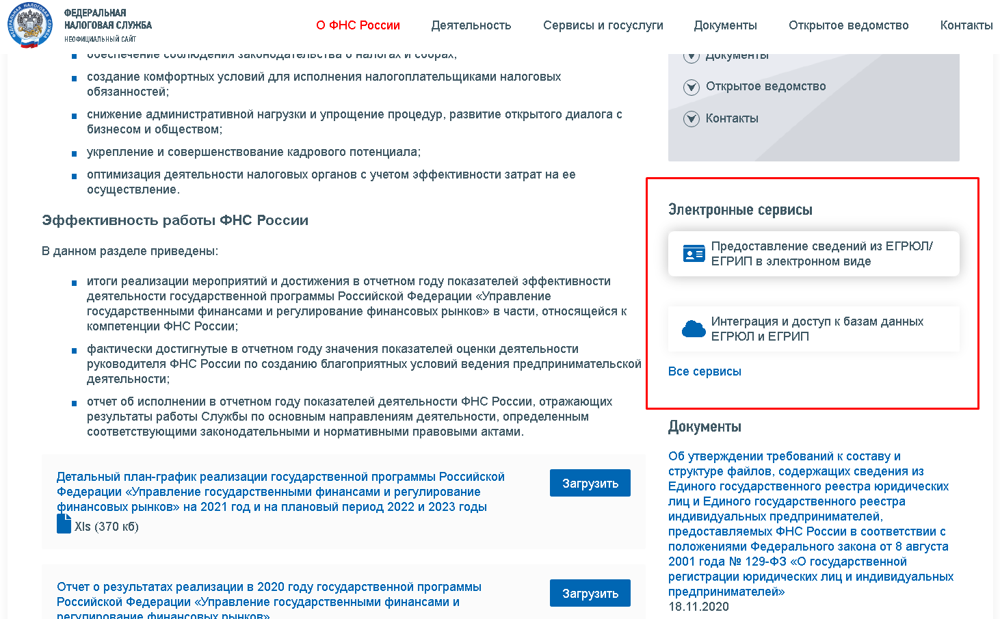 ФЕДЕРАЛЬНАЯ
НАЛОГОВАЯ СЛУЖБА
НЕОФИЦИАЛЬНЫЙ САЙТ
О ФНС России
Деятельность
Сервисы и госуслуги
Документы
Открытое ведомство
Контакты
обеспечение соблюдения законодательства о налогах и сборах;
создание комфортных условий для исполнения налогоплательщиками налоговых
обязанностей;
снижение административной нагрузки и упрощение процедур, развитие открытого диалога с
бизнесом и обществом;
укрепление и совершенствование кадрового потенциала;
оптимизация деятельности налоговых органов с учетом эффективности затрат на ее
осуществление.
Эффективность работы ФНС России
В данном разделе приведены:
итоги реализации мероприятий и достижения в отчетном году показателей эффективности
деятельности государственной программы Российской Федерации «Управление
государственными финансами и регулирование финансовых рынков» в части, относящейся к
компетенции ФНС России;
фактически достигнутые в отчетном году значения показателей оценки деятельности
руководителя ФНС России по созданию благоприятных условий ведения предпринимательской
деятельности;
отчет об исполнении в отчетном году показателей деятельности ФНС России, отражающих
результаты работы Службы по основным направлениям деятельности, определенным
соответствующими законодательными и нормативными правовыми актами.
Детальный план-график реализации государственной программы Российской
Федерации «Управление государственными финансами и регулирование
финансовых рынков» на 2021 год и на плановый период 2022 и 2023 годы
Xls (370 кб)
Загрузить
Отчет о результатах реализации в 2020 году государственной программы
Российской Федерации «Управление государственными финансами и
регулирование финансовых рынков»
Загрузить
Документы
Открытое ведомство
Контакты
Электронные сервисы
Предоставление сведений из ЕГРЮЛ/
ЕГРИП в электронном виде
Интеграция и доступ к базам данных
ЕГРЮЛ и ЕГРИП
Все сервисы
Документы
Об утверждении требований к составу и
структуре файлов, содержащих сведения из
Единого государственного реестра юридических
лиц и Единого государственного реестра
индивидуальных предпринимателей,
предоставляемых ФНС России в соответствии с
положениями Федерального закона от 8 августа
2001 года № 129-ФЗ «О государственной
регистрации юридических лиц и индивидуальных
предпринимателей»
18.11.2020